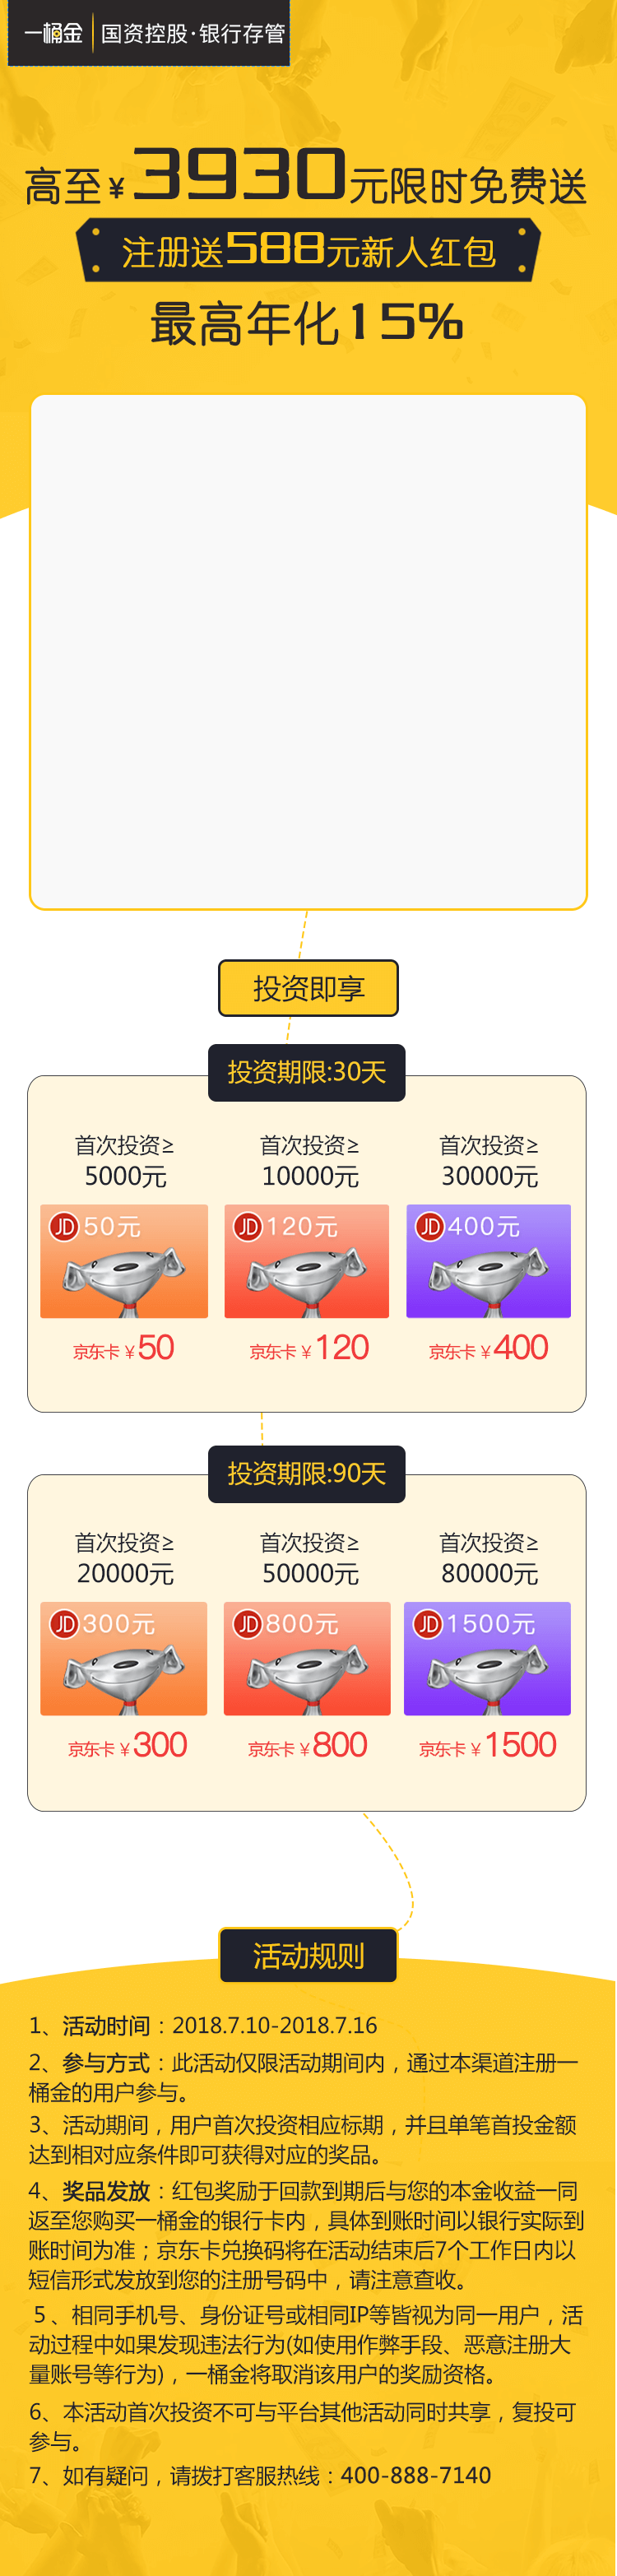 一桶金 国资控股·银行存管
高至¥3930元限时免费送
注册送588元新人红包
最高年化15%
投资即享
投资期限:30天
首次投资≥ 首次投资≥ 首次投资≥
5000元 10000元 30000元
JD 50元 JD 120元 JD 400元
京东卡¥50 京东卡¥120 京东卡¥400
投资期限:90天
首次投资≥ 首次投资≥ 首次投资≥
20000元 50000元 80000元
JD 300元 JD 800元 JD 1500元
京东卡¥300 京东卡¥800 京东卡¥1500
活动规则
1、活动时间：2018.7.10-2018.7.16
2、参与方式：此活动仅限活动期间内，通过本渠道注册一
桶金的用户参与。
3、活动期间，用户首次投资相应标期，并且单笔首投金额
达到相对应条件即可获得对应的奖品。
4、奖品发放：红包奖励于回款到期后与您的本金收益一同
返至您购买一桶金的银行卡内，具体到账时间以银行实际到
账时间为准；京东卡兑换码将在活动结束后7个工作日内以
短信形式发放到您的注册号码中，请注意查收。
5、相同手机号、身份证号或相同IP等皆视为同一用户，活
动过程中如果发现违法行为(如使用作弊手段、恶意注册大
量账号等行为)，一桶金将取消该用户的奖励资格。
6、本活动首次投资不可与平台其他活动同时共享，复投可
参与。
7、如有疑问，请拨打客服热线：400-888-7140